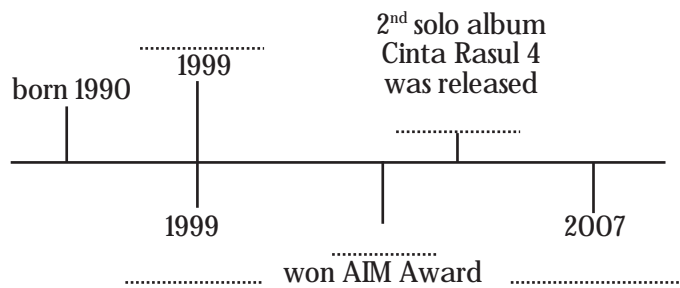 2nd solo album
Cinta Rasul 4
was released
....................
1999
born 1990
....................
1999
2007
.................
...................... won AIM Award ...........................